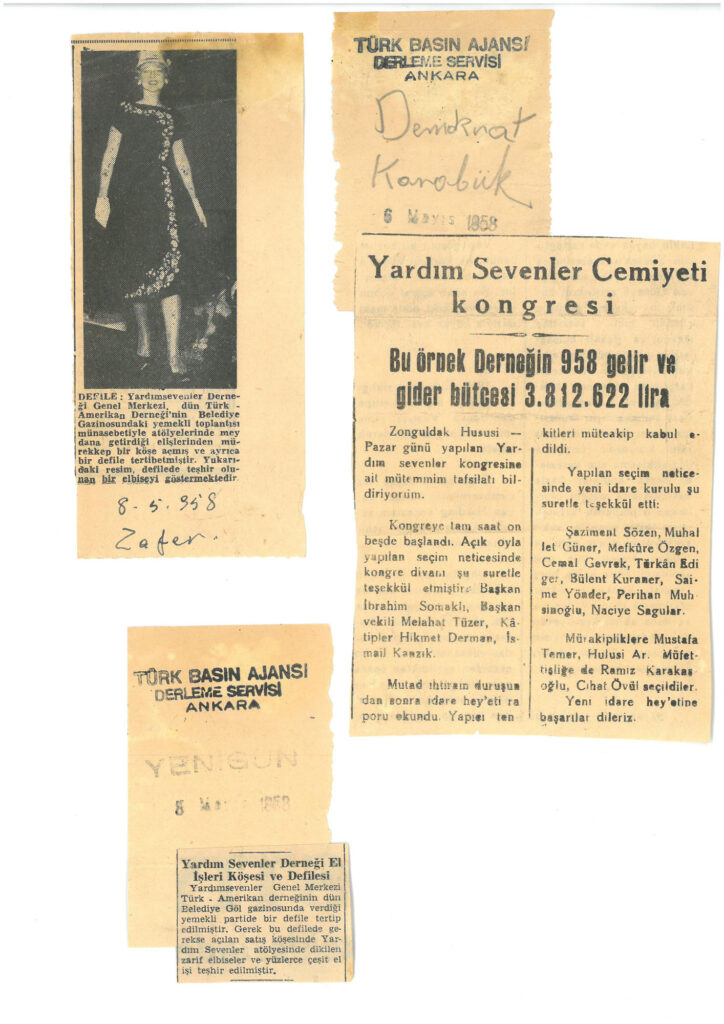 DEFİLE : Yardımsevenler Derne-
ği Genel Merkezi, dün Türk -
Amerikan Derneği'nin Belediye
Gazinosundaki yemekli toplantısı
münasebetiyle atölyelerinde mey
dana getirdiği elişlerinden mü-
rekkep bir köşe açmış ve ayrıca
bir defile tertibetmiştir. Yukarı-
daki resim, defilede teşhir olu-
nan bir elbiseyi göstermektedir
8-5.958
Zafer.
TÜRK BASIN AJANSI
DERLEME SERVİSİ
ANKARA
Demokrat
Karabük
6 Mayıs 1958
Yardım Sevenler Cemiyeti
kongresi
Bu örnek Derneğin 958 gelir ve
gider bütcesi 3.812.622 lira
Zonguldak Hususi —
Pazar günü yapılan Yar-
dım sevenler kongresine
ait mütemmim tafsilatı bil-
diriyorum.
Kongreye tam saat on
beşde başlandı. Açık oyla
yapılan seçim neticesinde
kongre divanı şu suretle
teşekkül etmiştir: Başkan
İbrahim Somaklı, Başkan
vekili Melahat Tüzer, Kâ-
tipler Hikmet Derman, İs-
mail Kanzık.
Mutad ihtiram duruşun
dan sonra idare hey'eti ra
poru okundu. Yapıcı ten
kitleri müteakip kabul e-
dildi.
Yapılan seçim netice-
sinde yeni idare kurulu şu
suretle teşekkül etti:
Şaziment Sözen, Muhal
let Güner, Mefkûre Özgen,
Cemal Gevrek, Türkân Edi
ger, Bülent Kuraner, Sai-
me Yönder, Perihan Muh-
sinoğlu, Naciye Sagular.
Mürakipliklere Mustafa
Temer, Hulusi Ar. Müfet-
tişliğe de Ramiz Karakaş
oğlu, Cihat Övül seçildiler.
Yeni idare hey'etine
başarılar dileriz.
TÜRK BASIN AJANSI
DERLEME SERVİSİ
ANKARA
YENİGÜN
8 1958
Yardım Sevenler Derneği El
İşleri Köşesi ve Defilesi
Yardımsevenler Genel Merkezi
Türk - Amerikan derneğinin dün
Belediye Göl gazinosunda verdiği
yemekli partide bir defile tertip
edilmiştir. Gerek bu defilede ge-
rekse açılan satış köşesinde Yar-
dım Sevenler atölyesinde dikilen
zarif elbiseler ve yüzlerce çeşit el
işi teşhir edilmiştir.